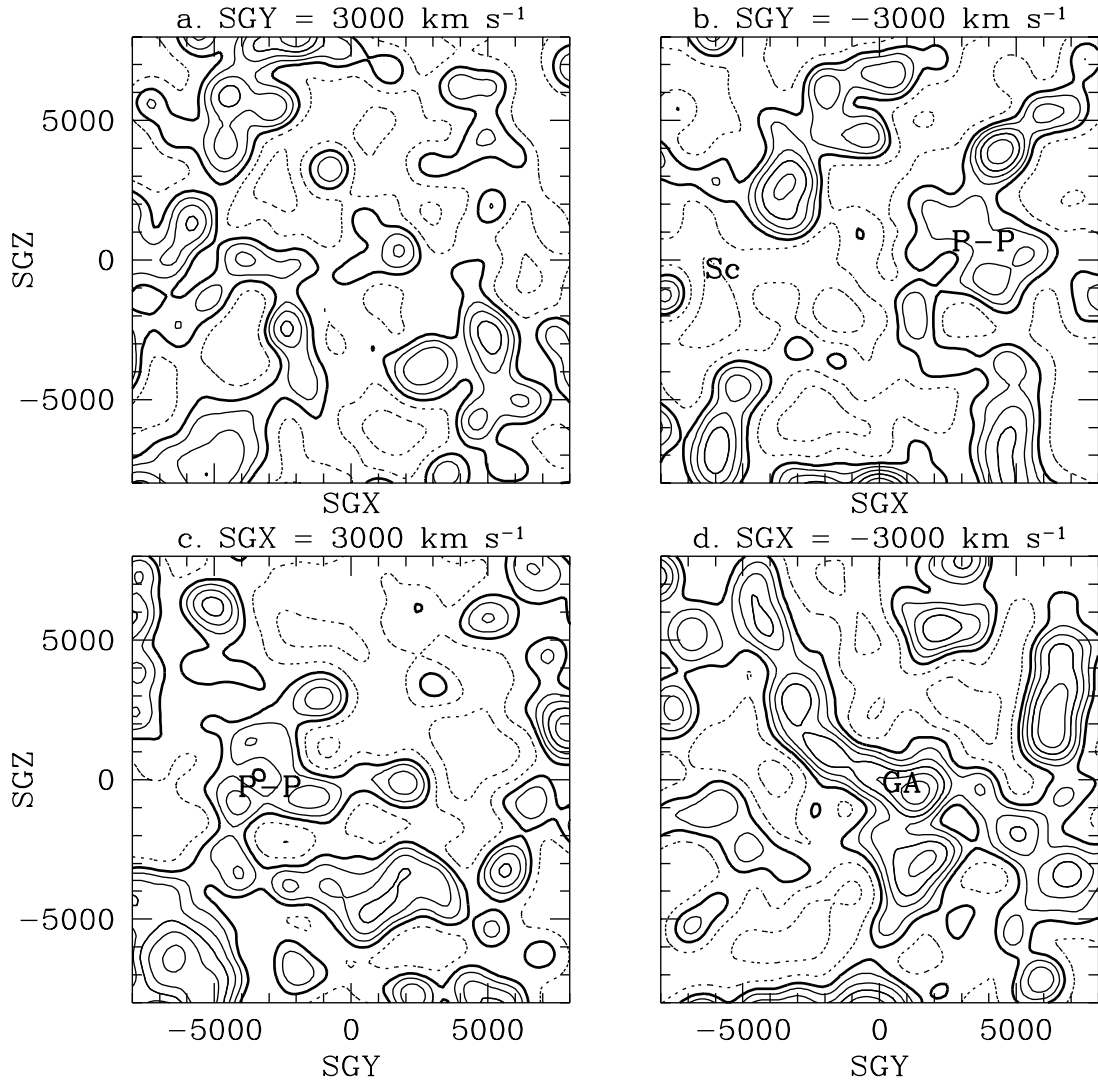 a. SGY = 3000 km s⁻¹
b. SGY = −3000 km s⁻¹
SGZ
5000
0
−5000
P−P
Sc
SGX
SGX
c. SGX = 3000 km s⁻¹
d. SGX = −3000 km s⁻¹
SGZ
5000
0
−5000
P−P
GA
−5000 0 5000
−5000 0 5000
SGY
SGY